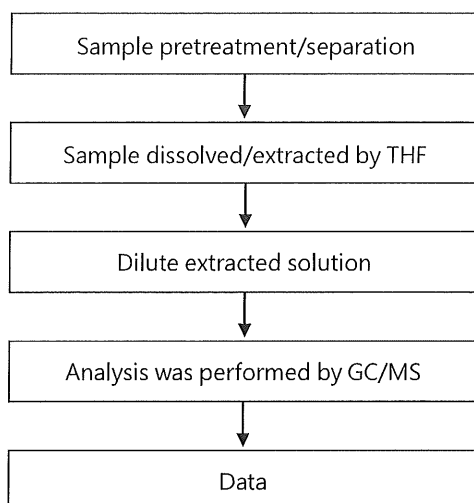 Sample pretreatment/separation
Sample dissolved/extracted by THF
Dilute extracted solution
Analysis was performed by GC/MS
Data